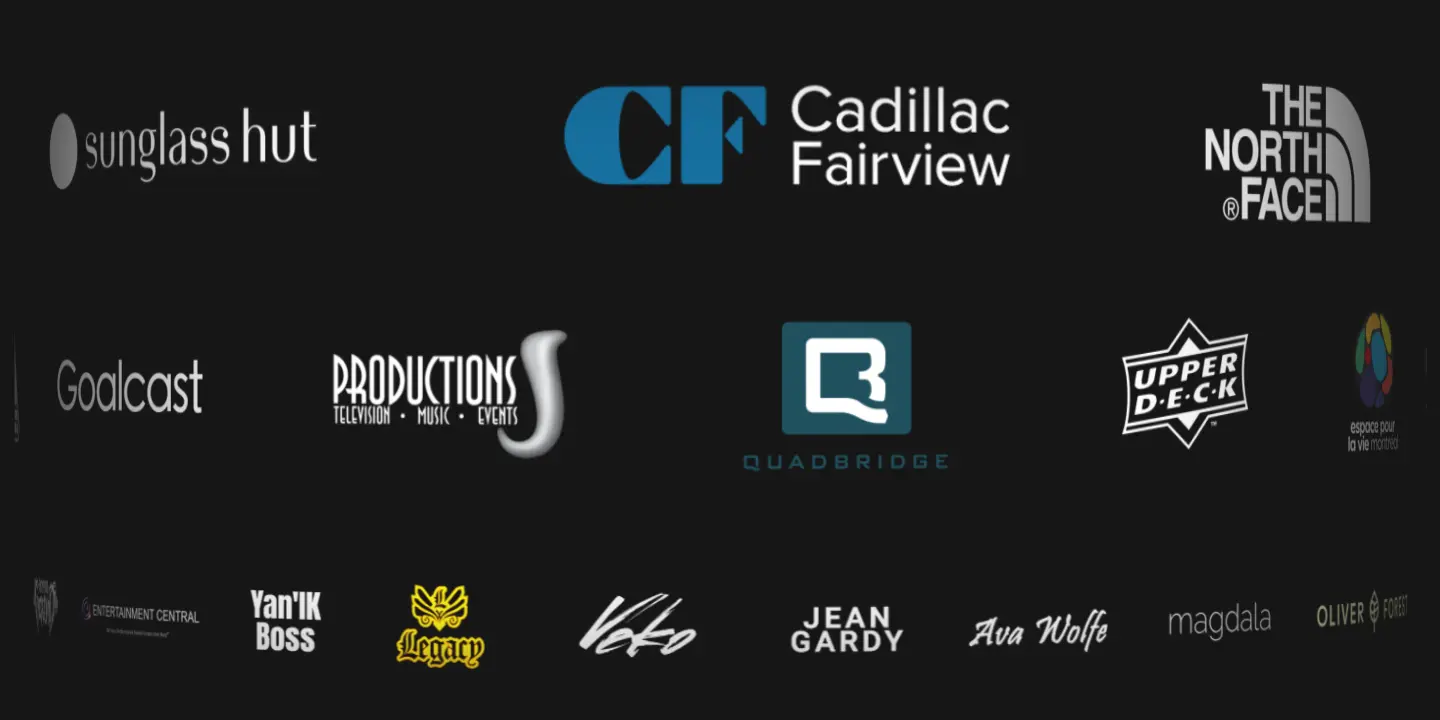 sunglass hut
CF Cadillac
Fairview
THE
NORTH
®FACE
Goalcast
PRODUCTIONS J
TELEVISION • MUSIC • EVENTS
QUADBRIDGE
UPPER
D·E·C·K
™
espace pour
la vie montréal
ENTERTAINMENT CENTRAL
Yan'IK
Boss
Legacy
Veko
JEAN
GARDY
Ava Wolfe
magdala
OLIVER FOREST